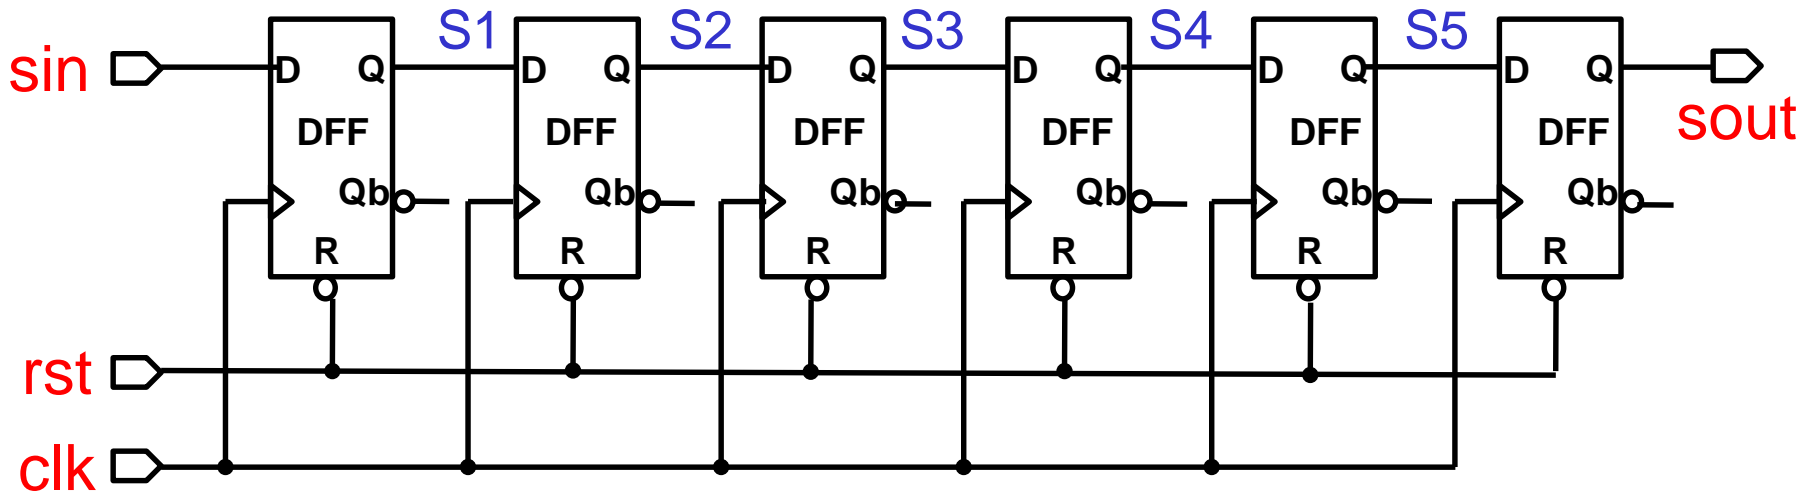 S1 S2 S3 S4 S5
sin D Q D Q D Q D Q D Q D Q
sout
DFF DFF DFF DFF DFF DFF
Qb Qb Qb Qb Qb Qb
R R R R R R
rst
clk